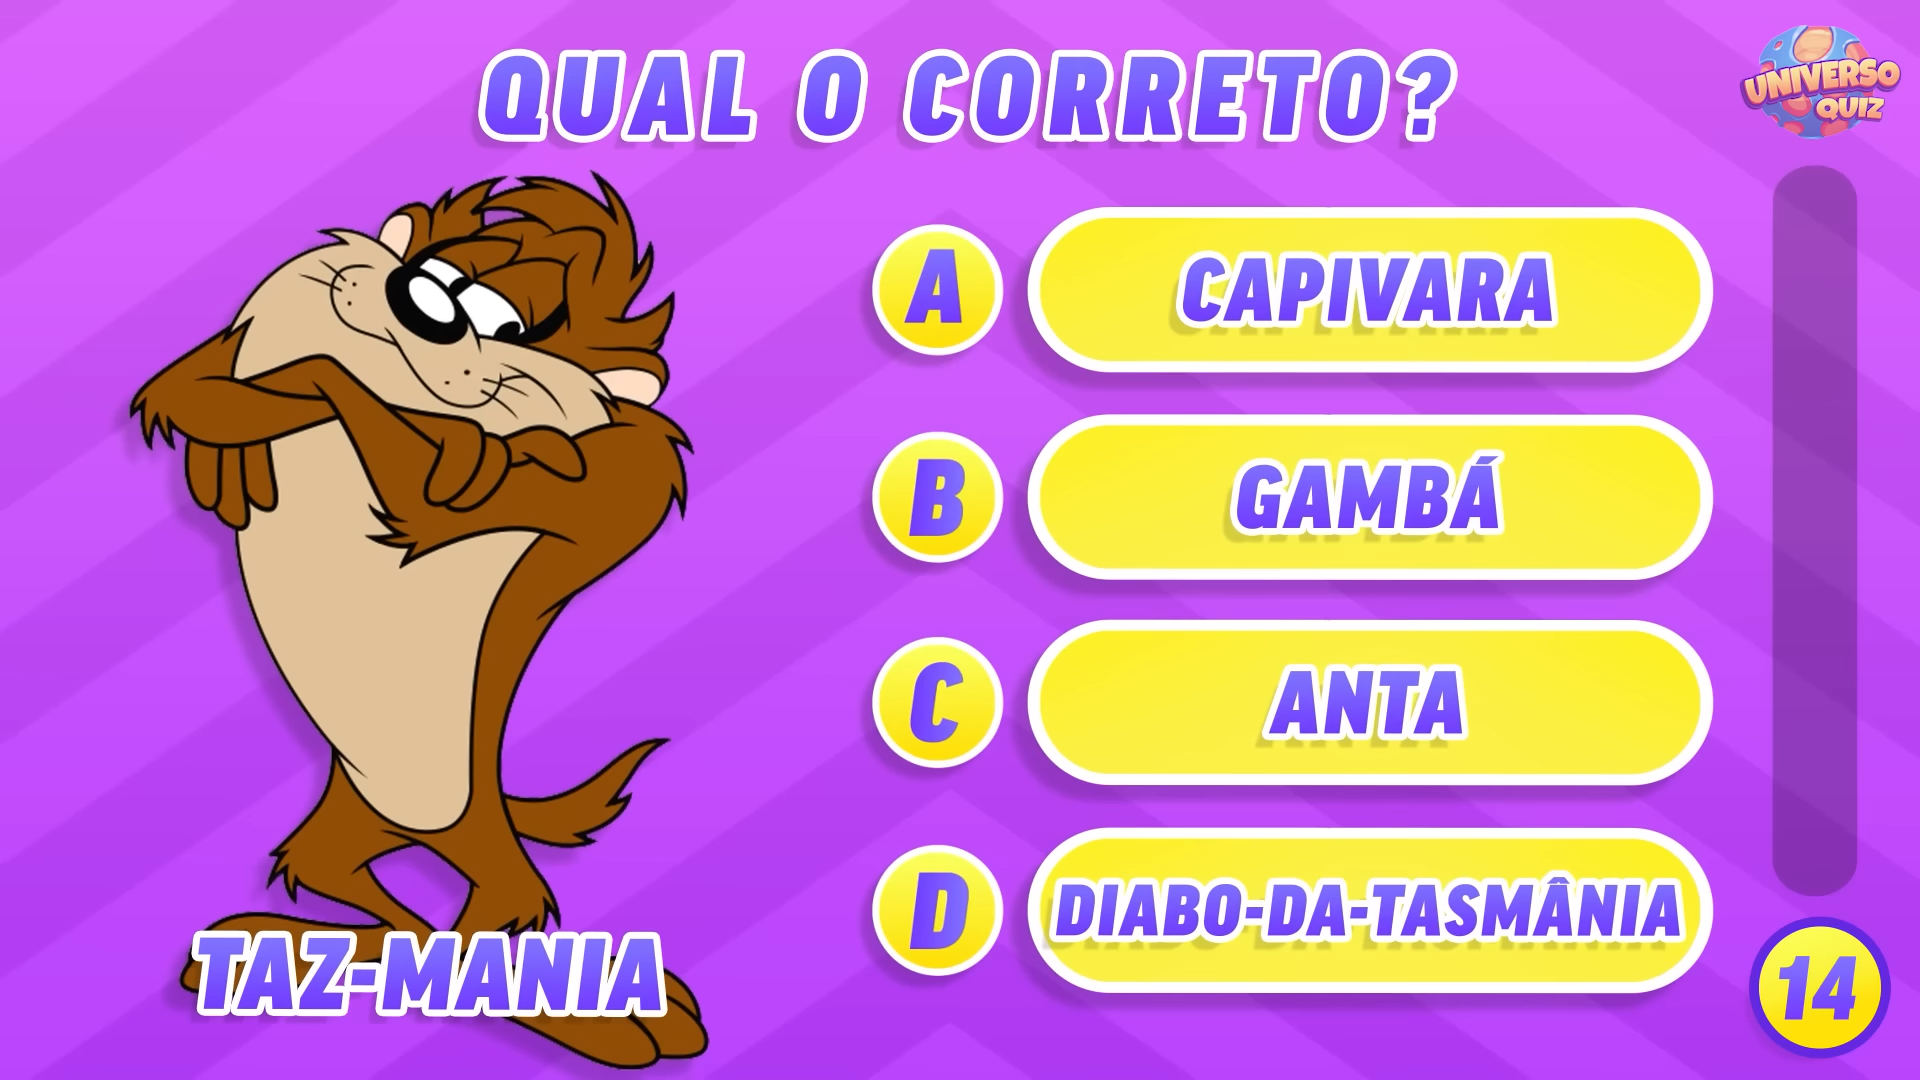 QUAL O CORRETO?
UNIVERSO
QUIZ
A CAPIVARA
B GAMBÁ
C ANTA
D DIABO-DA-TASMÂNIA
TAZ-MANIA
14